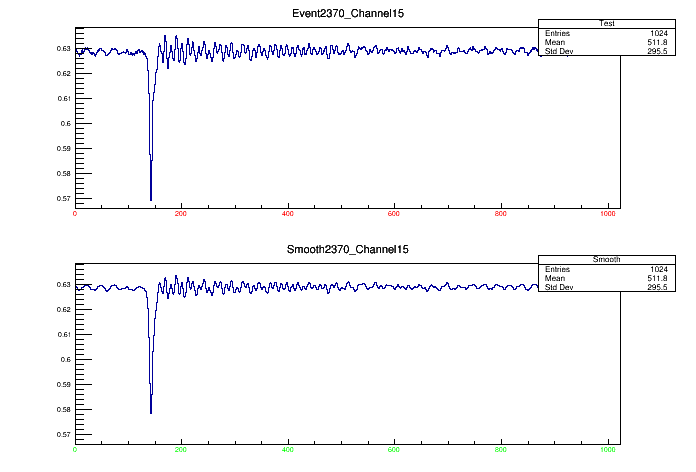 Event2370_Channel15
Test
Entries 1024
Mean 511.8
Std Dev 295.5
0.63
0.62
0.61
0.6
0.59
0.58
0.57
0 200 400 600 800 1000
Smooth2370_Channel15
Smooth
Entries 1024
Mean 511.8
Std Dev 295.5
0.63
0.62
0.61
0.6
0.59
0.58
0.57
0 200 400 600 800 1000